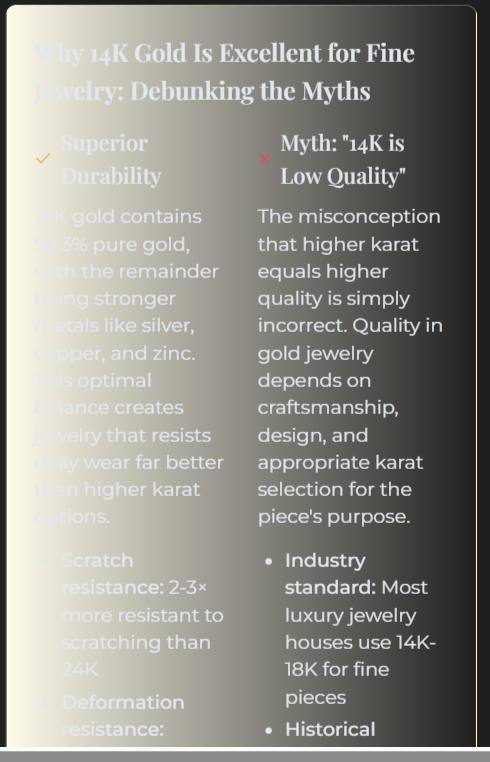 Why 14K Gold Is Excellent for Fine
Jewelry: Debunking the Myths
Superior
Durability
14K gold contains
58.3% pure gold,
with the remainder
being stronger
metals like silver,
copper, and zinc.
This optimal
balance creates
jewelry that resists
daily wear far better
than higher karat
options.
• Scratch
resistance: 2-3×
more resistant to
scratching than
24K
• Deformation
resistance:
Myth: "14K is
Low Quality"
The misconception
that higher karat
equals higher
quality is simply
incorrect. Quality in
gold jewelry
depends on
craftsmanship,
design, and
appropriate karat
selection for the
piece's purpose.
• Industry
standard: Most
luxury jewelry
houses use 14K-
18K for fine
pieces
• Historical